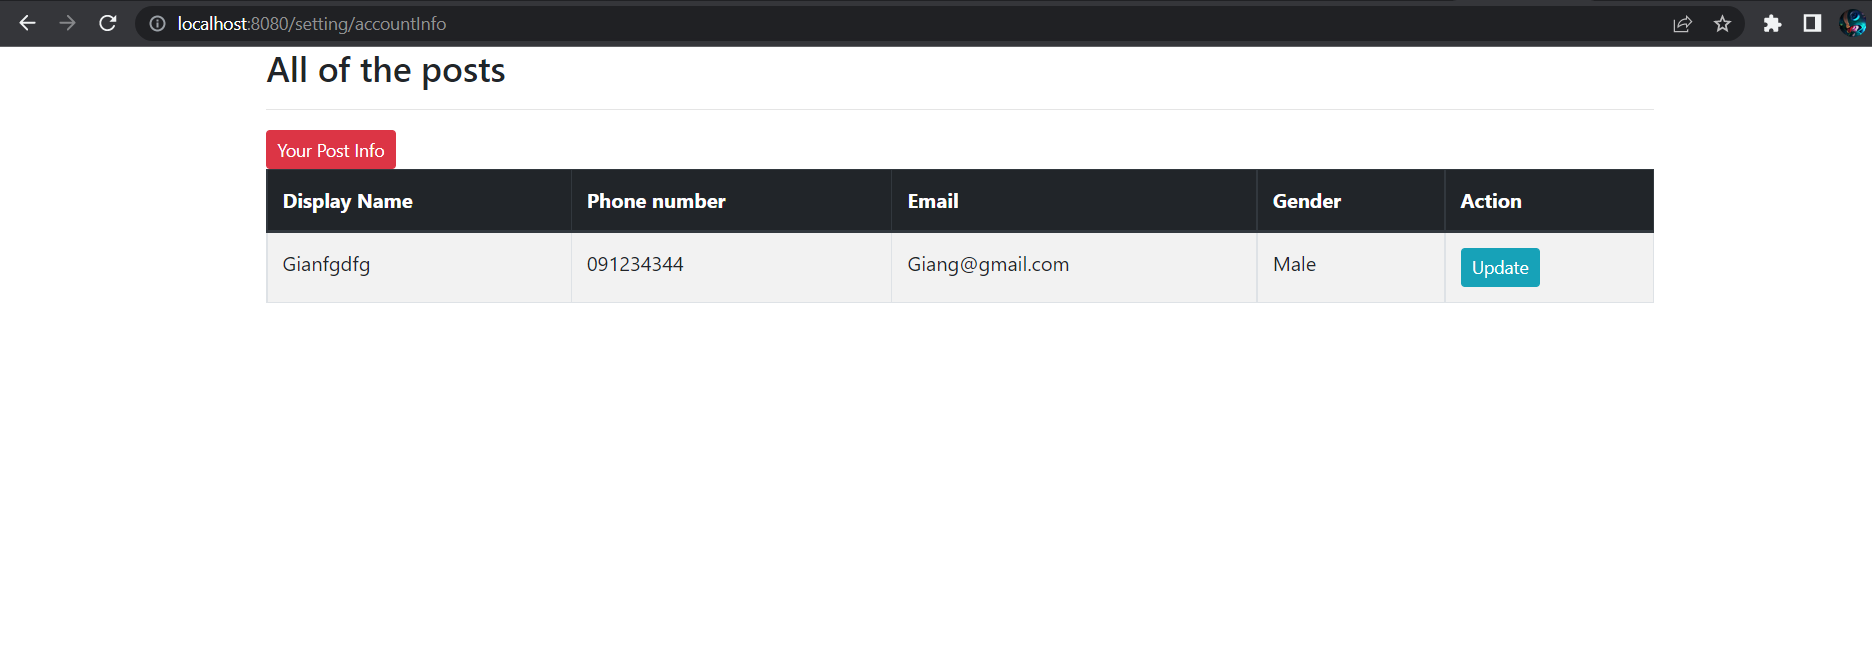 localhost:8080/setting/accountInfo
All of the posts
Your Post Info
Display Name Phone number Email Gender Action
Gianfgdfg 091234344 Giang@gmail.com Male Update